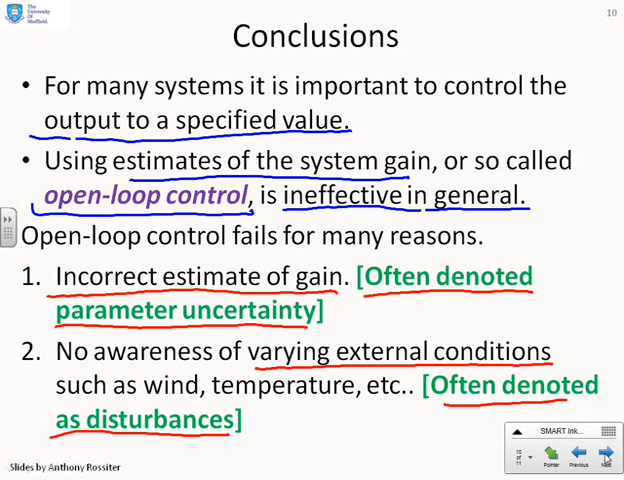 The
University
Of
Sheffield.
10
Conclusions
• For many systems it is important to control the
output to a specified value.
• Using estimates of the system gain, or so called
open-loop control, is ineffective in general.
Open-loop control fails for many reasons.
1. Incorrect estimate of gain. [Often denoted
parameter uncertainty]
2. No awareness of varying external conditions
such as wind, temperature, etc.. [Often denoted
as disturbances]
SMART Ink...
10
of
11
Pointer Previous Next
Slides by Anthony Rossiter